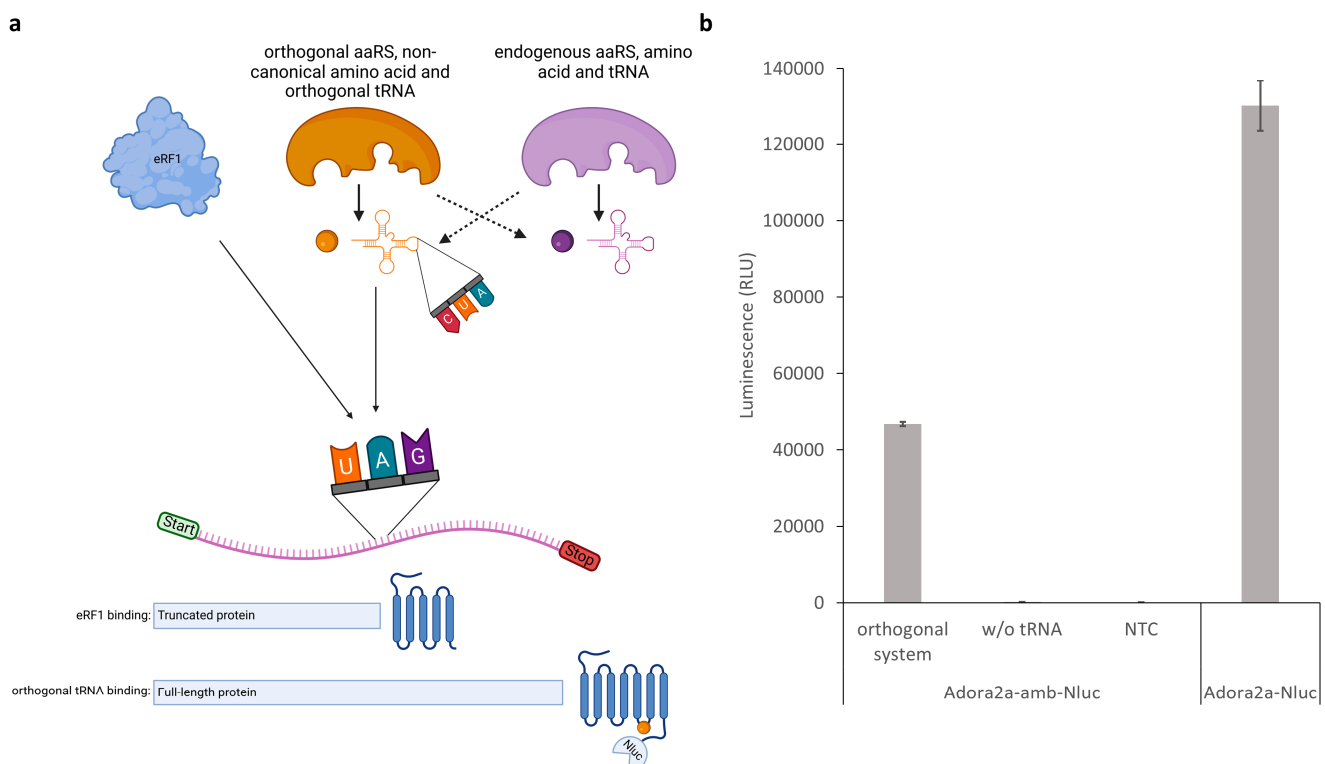 a
orthogonal aaRS, non-
canonical amino acid and
orthogonal tRNA
endogenous aaRS, amino
acid and tRNA
eRF1
C U A
U A G
Start
Stop
eRF1 binding:
Truncated protein
orthogonal tRNA binding:
Full-length protein
Nluc
b
Luminescence (RLU)
140000
120000
100000
80000
60000
40000
20000
0
orthogonal
system
w/o tRNA
NTC
Adora2a-amb-Nluc
Adora2a-Nluc